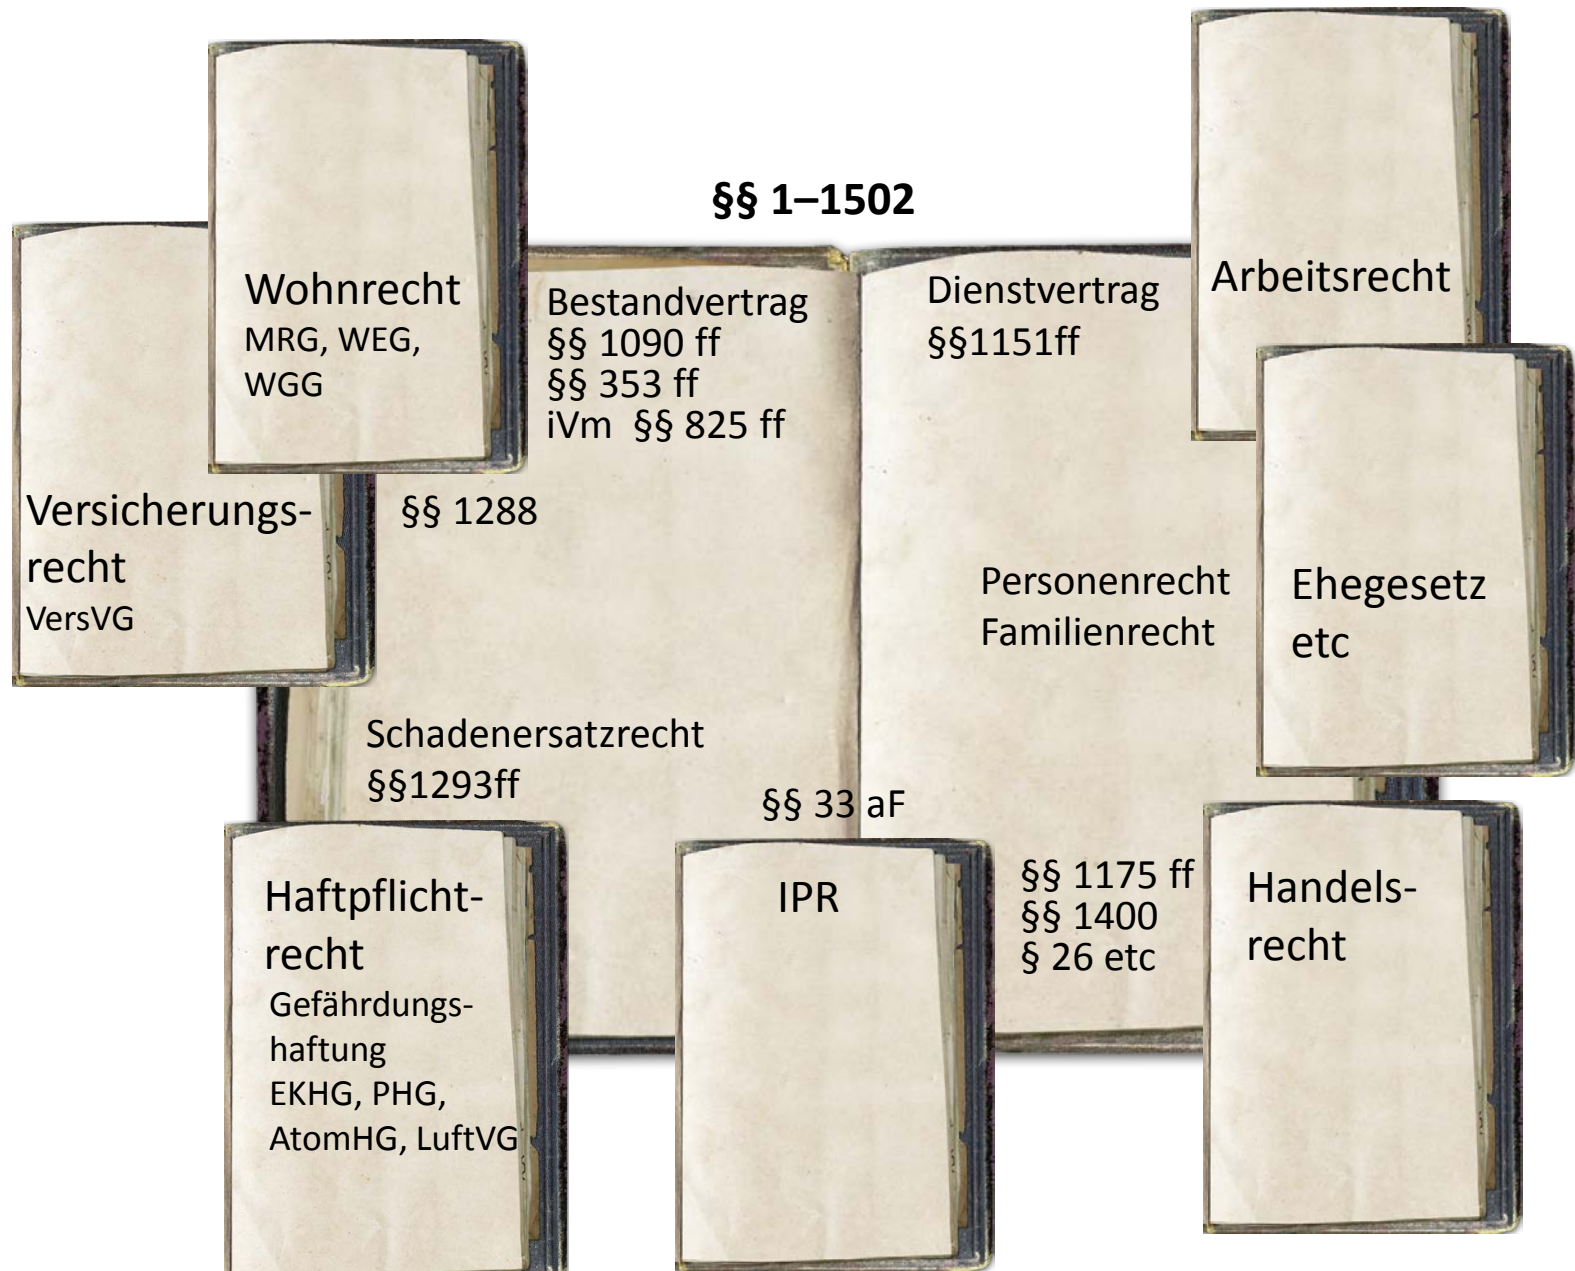 §§ 1–1502
Wohnrecht
MRG, WEG,
WGG
Bestandvertrag
§§ 1090 ff
§§ 353 ff
iVm §§ 825 ff
Dienstvertrag
§§1151ff
Arbeitsrecht
Versicherungs-
recht
VersVG
§§ 1288
Personenrecht
Familienrecht
Ehegesetz
etc
Schadenersatzrecht
§§1293ff
§§ 33 aF
Haftpflicht-
recht
Gefährdungs-
haftung
EKHG, PHG,
AtomHG, LuftVG
IPR
§§ 1175 ff
§§ 1400
§ 26 etc
Handels-
recht